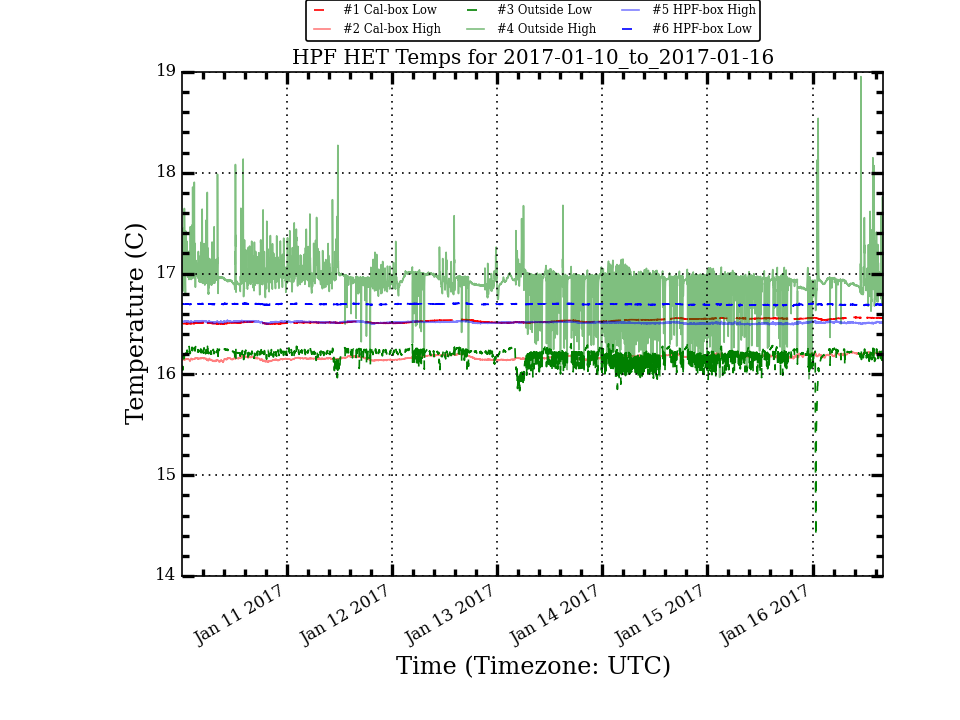 #1 Cal-box Low #3 Outside Low #5 HPF-box High
#2 Cal-box High #4 Outside High #6 HPF-box Low
HPF HET Temps for 2017-01-10_to_2017-01-16
19
18
17
16
15
14
Temperature (C)
Jan 11 2017 Jan 12 2017 Jan 13 2017 Jan 14 2017 Jan 15 2017 Jan 16 2017
Time (Timezone: UTC)